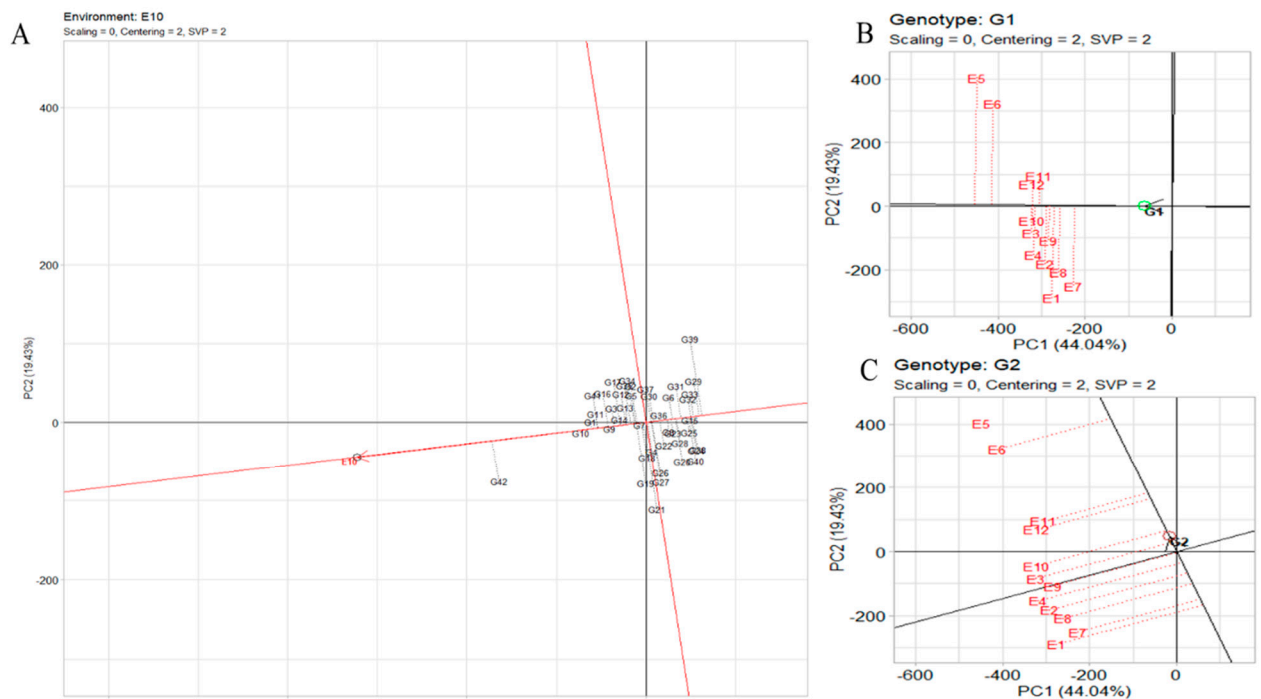 A
Environment: E10
Scaling = 0, Centering = 2, SVP = 2
PC2 (19.43%)
400
200
0
-200
G39
G31
G29
G37
G6
G33
G30
G32
G16
G12
G5
G3
G13
G11
G36
G14
G15
G1
G9
G7
G10
G25
G23
G22
G28
G4
G18
G40
G26
G42
G19
G27
G21
E10
B
Genotype: G1
Scaling = 0, Centering = 2, SVP = 2
PC2 (19.43%)
400
200
0
-200
E5
E6
E11
E12
E10
E3
E9
E4
E2
E8
E7
E1
G1
-600
-400
-200
0
PC1 (44.04%)
C
Genotype: G2
Scaling = 0, Centering = 2, SVP = 2
PC2 (19.43%)
400
200
0
-200
E5
E6
E11
E12
G2
E10
E3
E9
E4
E2
E8
E7
E1
-600
-400
-200
0
PC1 (44.04%)